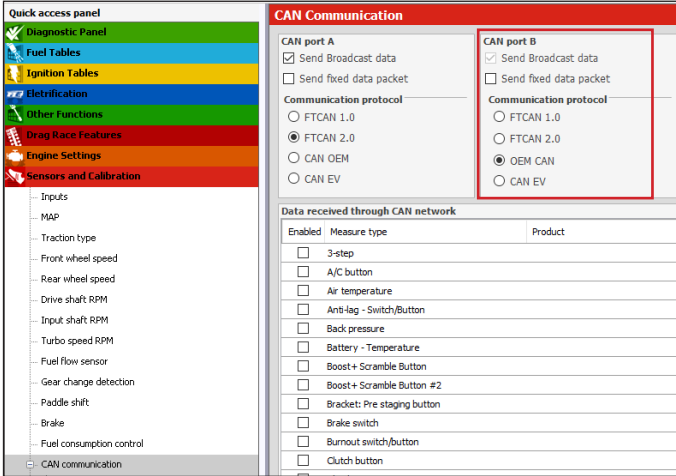 Quick access panel
Diagnostic Panel
Fuel Tables
Ignition Tables
Eletrification
Other Functions
Drag Race Features
Engine Settings
Sensors and Calibration
Inputs
MAP
Traction type
Front wheel speed
Rear wheel speed
Drive shaft RPM
Input shaft RPM
Turbo speed RPM
Fuel flow sensor
Gear change detection
Paddle shift
Brake
Fuel consumption control
CAN communication
CAN Communication
CAN port A
Send Broadcast data
Send fixed data packet
Communication protocol
FTCAN 1.0
FTCAN 2.0
CAN OEM
CAN EV
CAN port B
Send Broadcast data
Send fixed data packet
Communication protocol
FTCAN 1.0
FTCAN 2.0
OEM CAN
CAN EV
Data received through CAN network
Enabled Measure type Product
3-step
A/C button
Air temperature
Anti-lag - Switch/Button
Back pressure
Battery - Temperature
Boost+ Scramble Button
Boost+ Scramble Button #2
Bracket: Pre staging button
Brake switch
Burnout switch/button
Clutch button